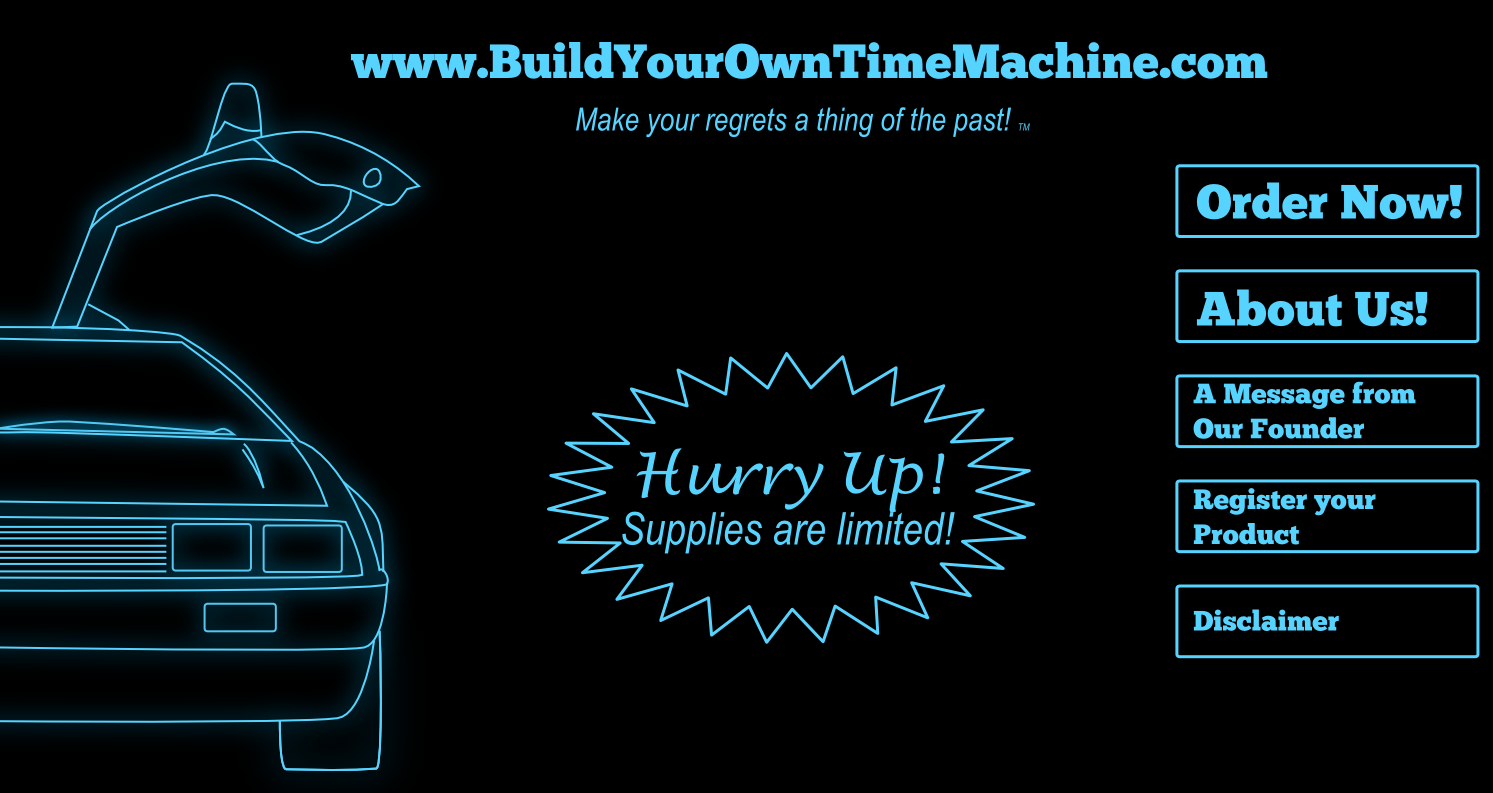 www.BuildYourOwnTimeMachine.com
Make your regrets a thing of the past! TM
Order Now!
About Us!
A Message from
Our Founder
Hurry Up!
Supplies are limited!
Register your
Product
Disclaimer